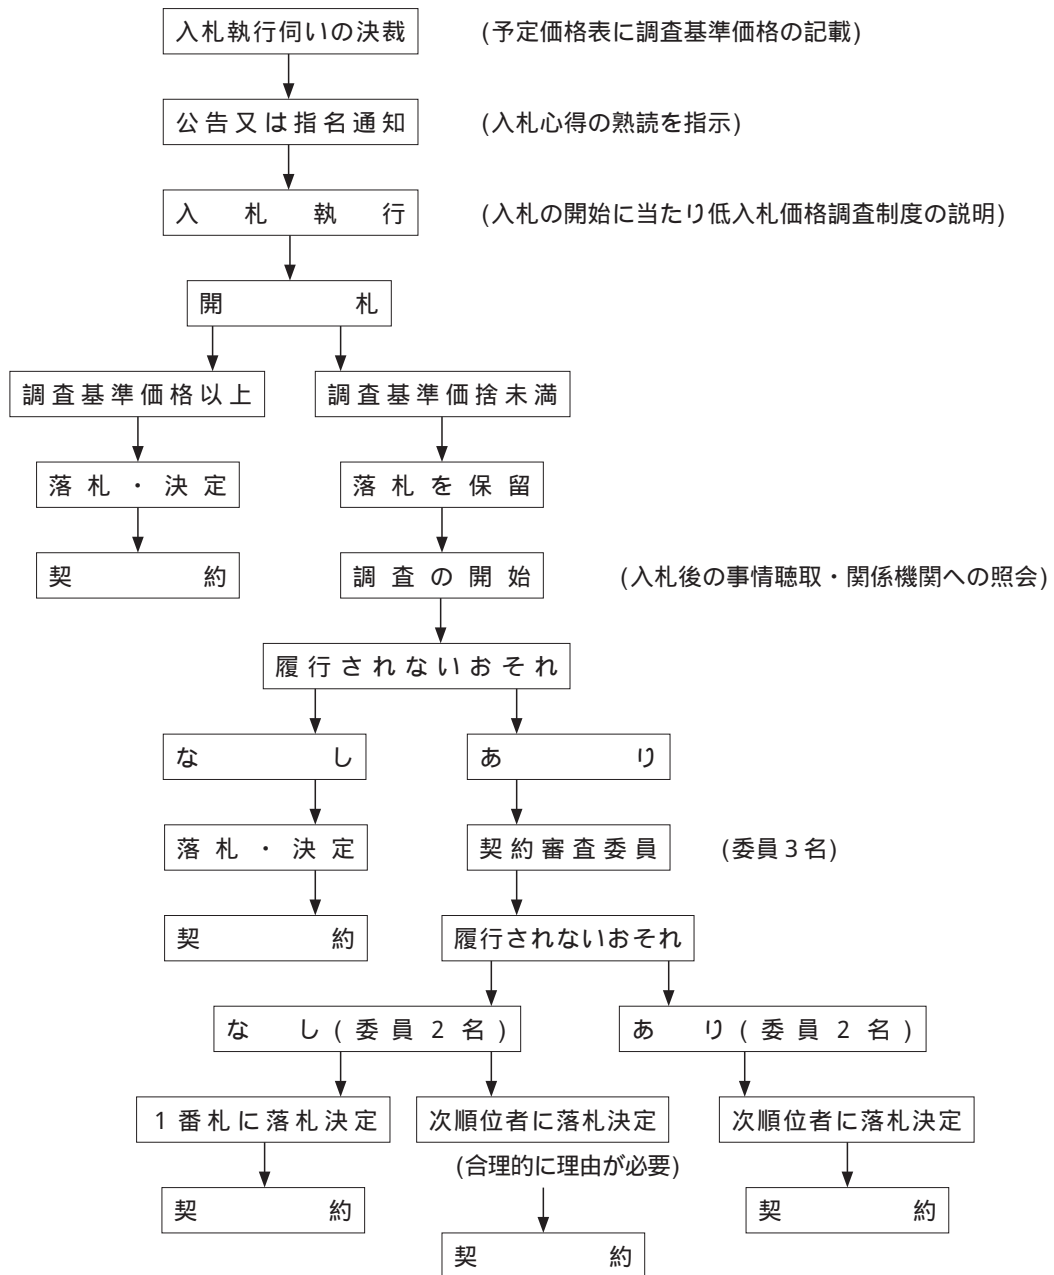 入札執行伺いの決裁 (予定価格表に調査基準価格の記載)
公告又は指名通知 (入札心得の熟読を指示)
入札執行 (入札の開始に当たり低入札価格調査制度の説明)
開札
調査基準価格以上 調査基準価捨未満
落札・決定 落札を保留
契約 調査の開始 (入札後の事情聴取・関係機関への照会)
履行されないおそれ
なし あり
落札・決定 契約審査委員 (委員3名)
契約 履行されないおそれ
なし(委員2名) あり(委員2名)
1番札に落札決定 次順位者に落札決定 次順位者に落札決定
(合理的に理由が必要)
契約 契約
契約